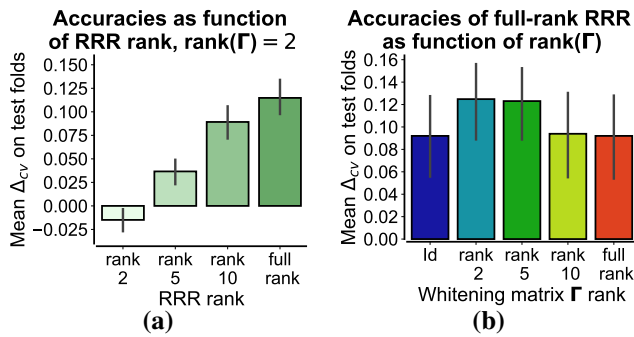 Accuracies as function
of RRR rank, rank(Γ) = 2
Mean Δcv on test folds
0.150
0.125
0.100
0.075
0.050
0.025
0.000
−0.025
rank 2
rank 5
rank 10
full rank
RRR rank
(a)
Accuracies of full-rank RRR
as function of rank(Γ)
Mean Δcv on test folds
0.16
0.14
0.12
0.10
0.08
0.06
0.04
0.02
0.00
Id
rank 2
rank 5
rank 10
full rank
Whitening matrix Γ rank
(b)